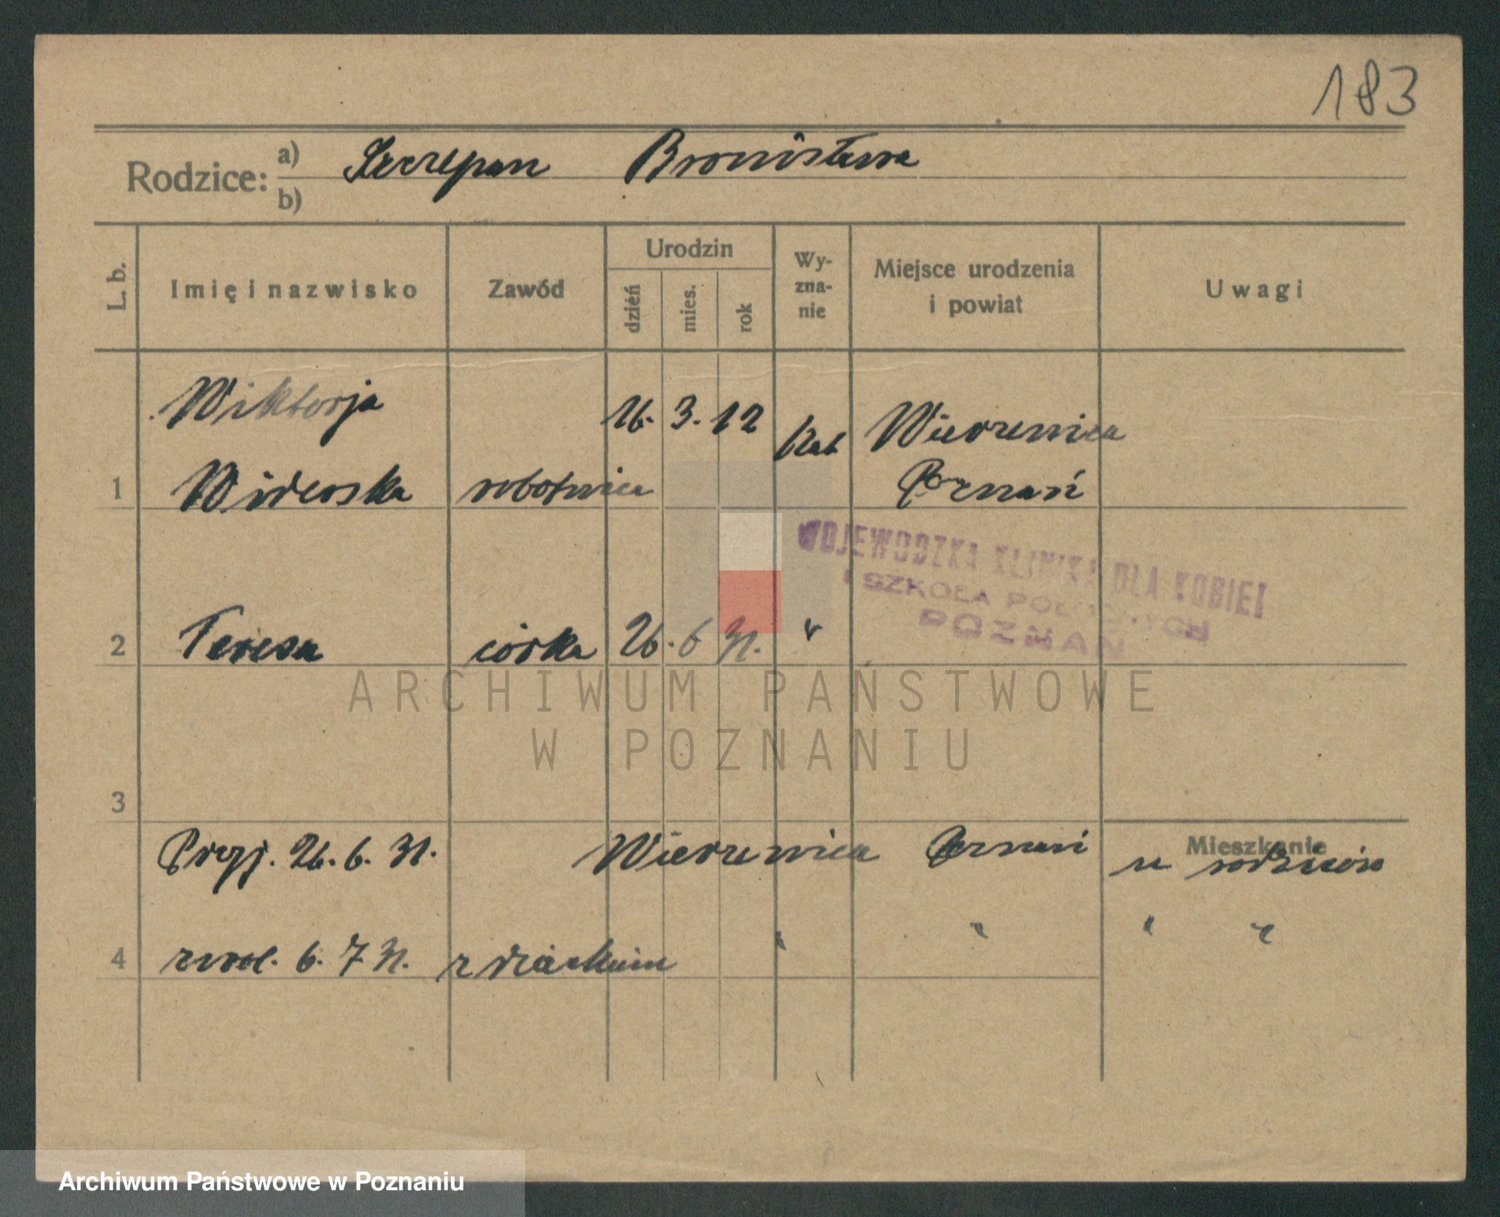 183
Rodzice: a) Szczepan Bronisława
b)
L. b. Imię i nazwisko Zawód Urodzin dzień mies. rok Wy-zna-nie Miejsce urodzenia i powiat Uwagi
Wiktorja 26. 3. 12 Kat Wierzenica
1 Widerska robotnica Poznań
WOJEWÓDZKA KLINIKA DLA KOBIET
I SZKOŁA POŁOŻNYCH
POZNAŃ
2 Teresa córka 26. 6 31. "
ARCHIWUM PAŃSTWOWE
W POZNANIU
3
Mieszkanie
Przyj. 26. 6. 31. Wierzenica Poznań u rodziców
4 zwol. 6. 7 31. z dzieckiem " " " "
Archiwum Państwowe w Poznaniu